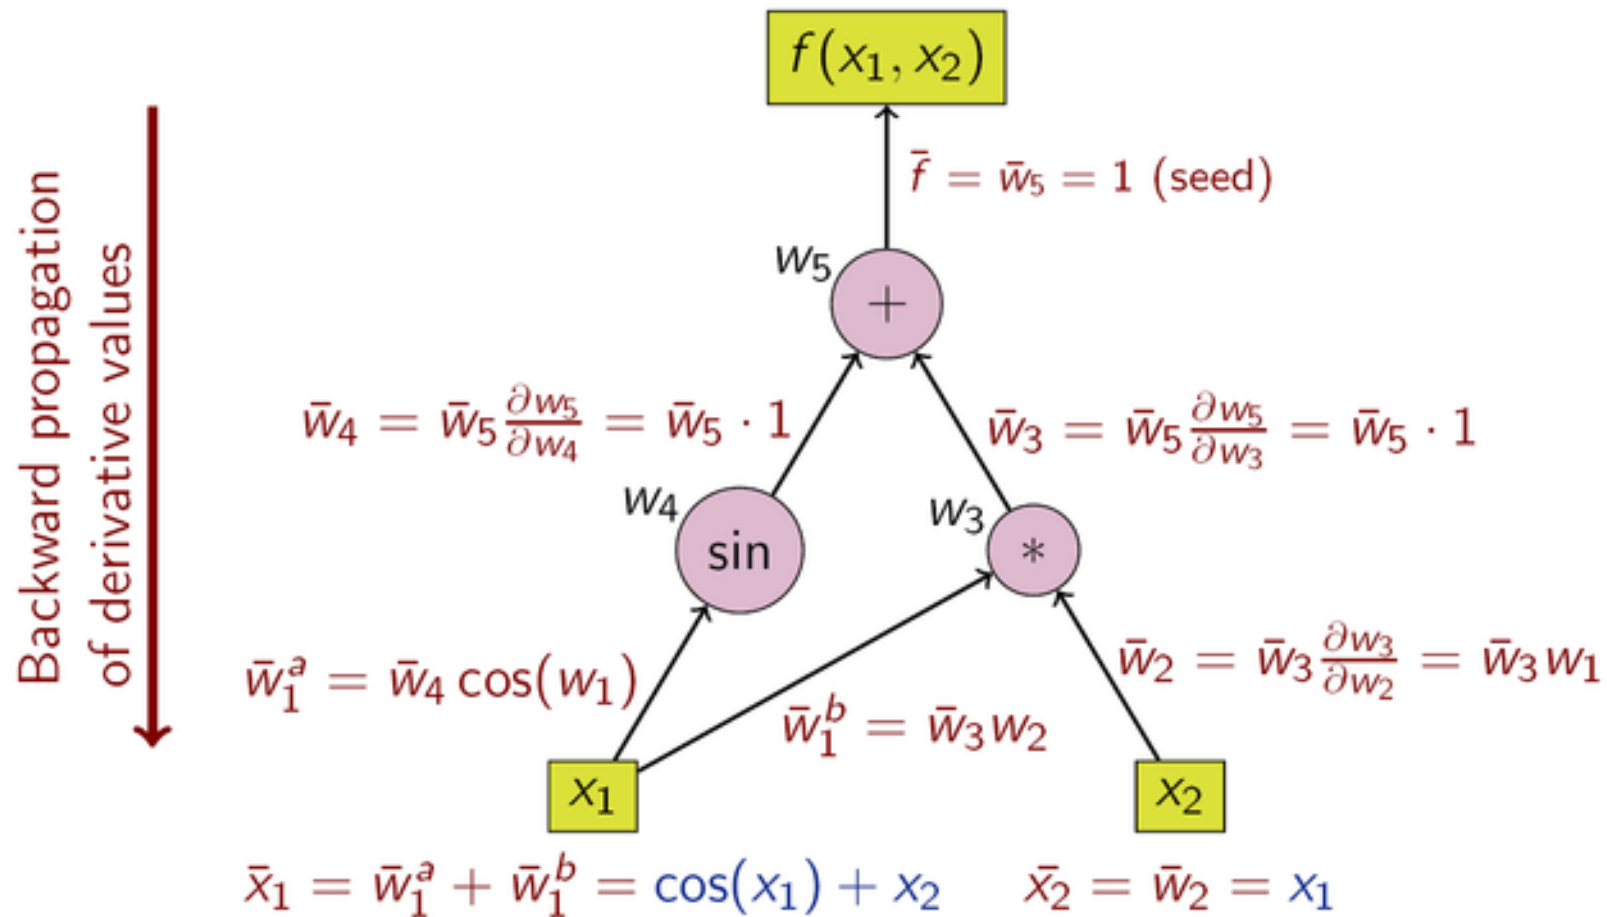 f(x₁, x₂)
f̄ = w̄₅ = 1 (seed)
w₅
+
Backward propagation
of derivative values
w̄₄ = w̄₅ ∂w₅/∂w₄ = w̄₅ · 1
w̄₃ = w̄₅ ∂w₅/∂w₃ = w̄₅ · 1
w₄
sin
w₃
*
w̄₁ᵃ = w̄₄ cos(w₁)
w̄₁ᵇ = w̄₃w₂
w̄₂ = w̄₃ ∂w₃/∂w₂ = w̄₃w₁
x₁
x₂
x̄₁ = w̄₁ᵃ + w̄₁ᵇ = cos(x₁) + x₂
x̄₂ = w̄₂ = x₁